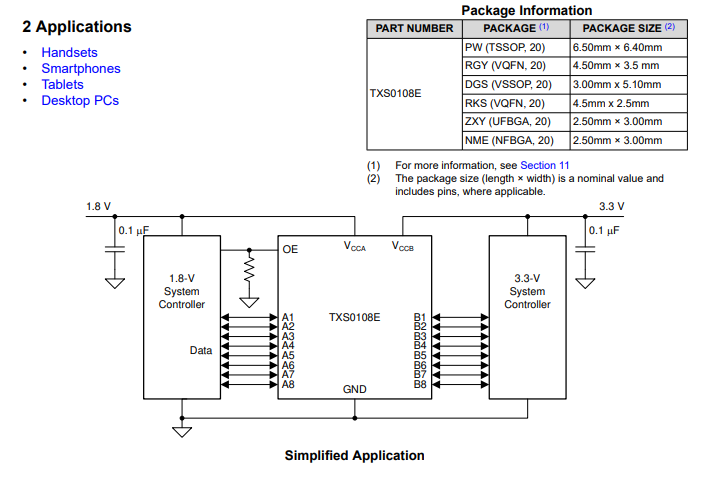 2 Applications
• Handsets
• Smartphones
• Tablets
• Desktop PCs
Package Information
PART NUMBER PACKAGE (1) PACKAGE SIZE (2)
TXS0108E
PW (TSSOP, 20) 6.50mm × 6.40mm
RGY (VQFN, 20) 4.50mm × 3.5 mm
DGS (VSSOP, 20) 3.00mm x 5.10mm
RKS (VQFN, 20) 4.5mm x 2.5mm
ZXY (UFBGA, 20) 2.50mm × 3.00mm
NME (NFBGA, 20) 2.50mm × 3.00mm
(1) For more information, see Section 11
(2) The package size (length × width) is a nominal value and
includes pins, where applicable.
1.8 V
3.3 V
0.1 µF
0.1 µF
OE
VCCA
VCCB
1.8-V
System
Controller
3.3-V
System
Controller
TXS0108E
Data
A1 B1
A2 B2
A3 B3
A4 B4
A5 B5
A6 B6
A7 B7
A8 B8
GND
Simplified Application